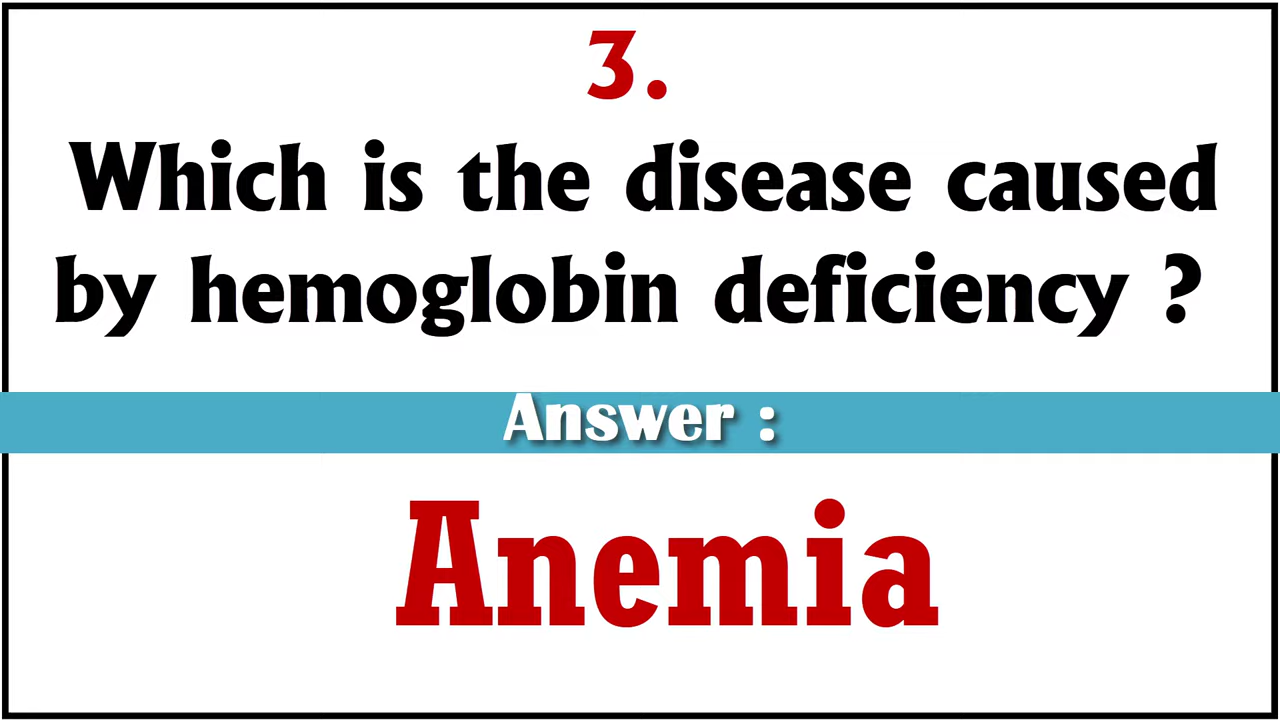 3.
Which is the disease caused
by hemoglobin deficiency ?
Answer :
Anemia